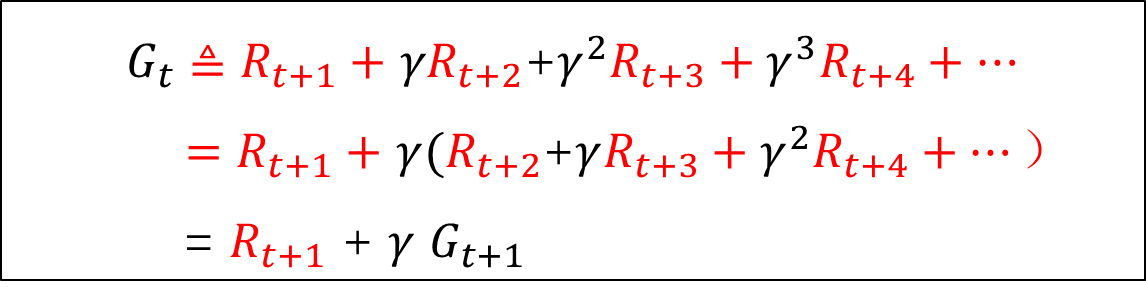 G_t ≜ R_{t+1} + γR_{t+2}+γ^2R_{t+3} + γ^3R_{t+4} + ⋯
= R_{t+1} + γ(R_{t+2}+γR_{t+3} + γ^2R_{t+4} + ⋯ ）
= R_{t+1} + γ G_{t+1}